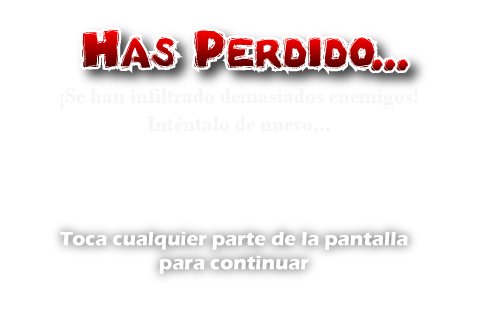 Has Perdido...
¡Se han infiltrado demasiados enemigos!
Inténtalo de nuevo...
Toca cualquier parte de la pantalla
para continuar